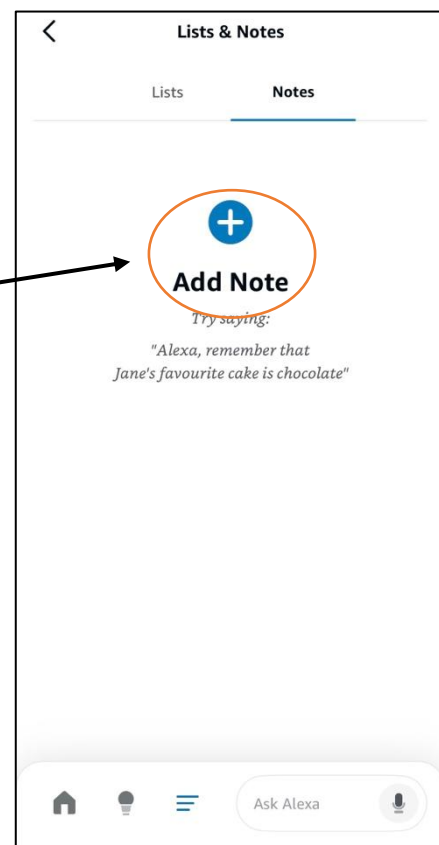 Lists & Notes
Lists Notes
Add Note
Try saying:
"Alexa, remember that
Jane's favourite cake is chocolate"
Ask Alexa